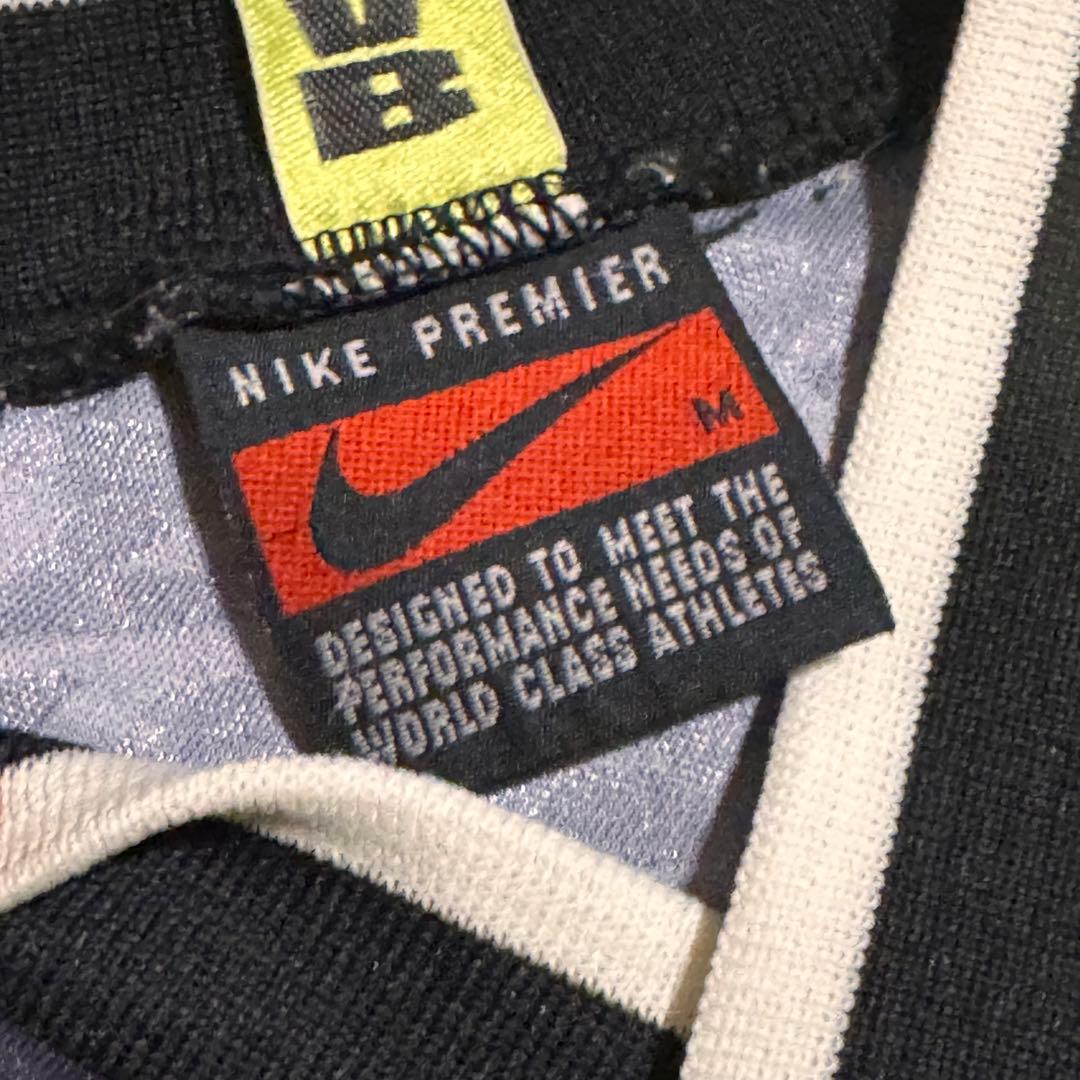 NIKE PREMIER
M
DESIGNED TO MEET THE
PERFORMANCE NEEDS OF
WORLD CLASS ATHLETES